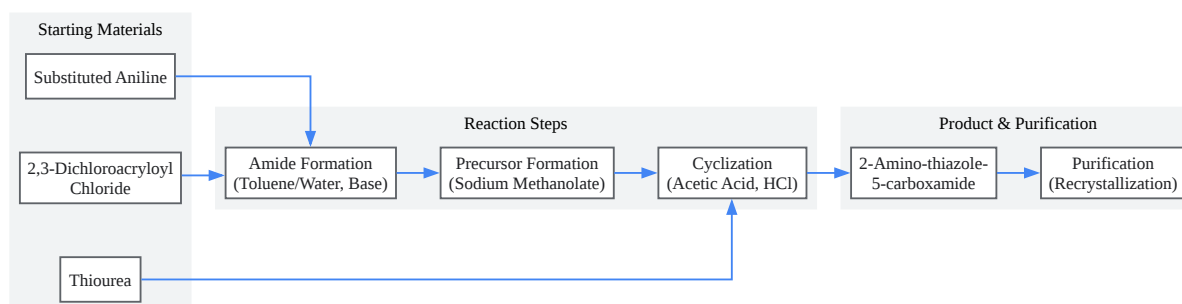 Starting Materials
Substituted Aniline
2,3-Dichloroacryloyl
Chloride
Thiourea
Reaction Steps
Amide Formation
(Toluene/Water, Base)
Precursor Formation
(Sodium Methanolate)
Cyclization
(Acetic Acid, HCl)
Product & Purification
2-Amino-thiazole-
5-carboxamide
Purification
(Recrystallization)